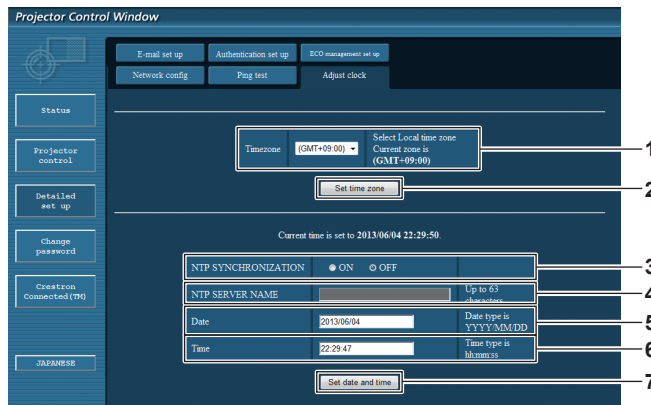 Projector Control Window
E-mail set up
Authentication set up
ECO management set up
Network config
Ping test
Adjust clock
Status
Projector control
Detailed set up
Change password
Crestron Connected(TM)
JAPANESE
Timezone
(GMT+09:00)
Select Local time zone
Current zone is
(GMT+09:00)
1
Set time zone
2
Current time is set to 2013/06/04 22:29:50.
NTP SYNCHRONIZATION ON OFF
3
NTP SERVER NAME
Up to 63
characters
4
Date
2013/06/04
Date type is
YYYY/MM/DD
5
Time
22:29:47
Time type is
hh:mm:ss
6
Set date and time
7